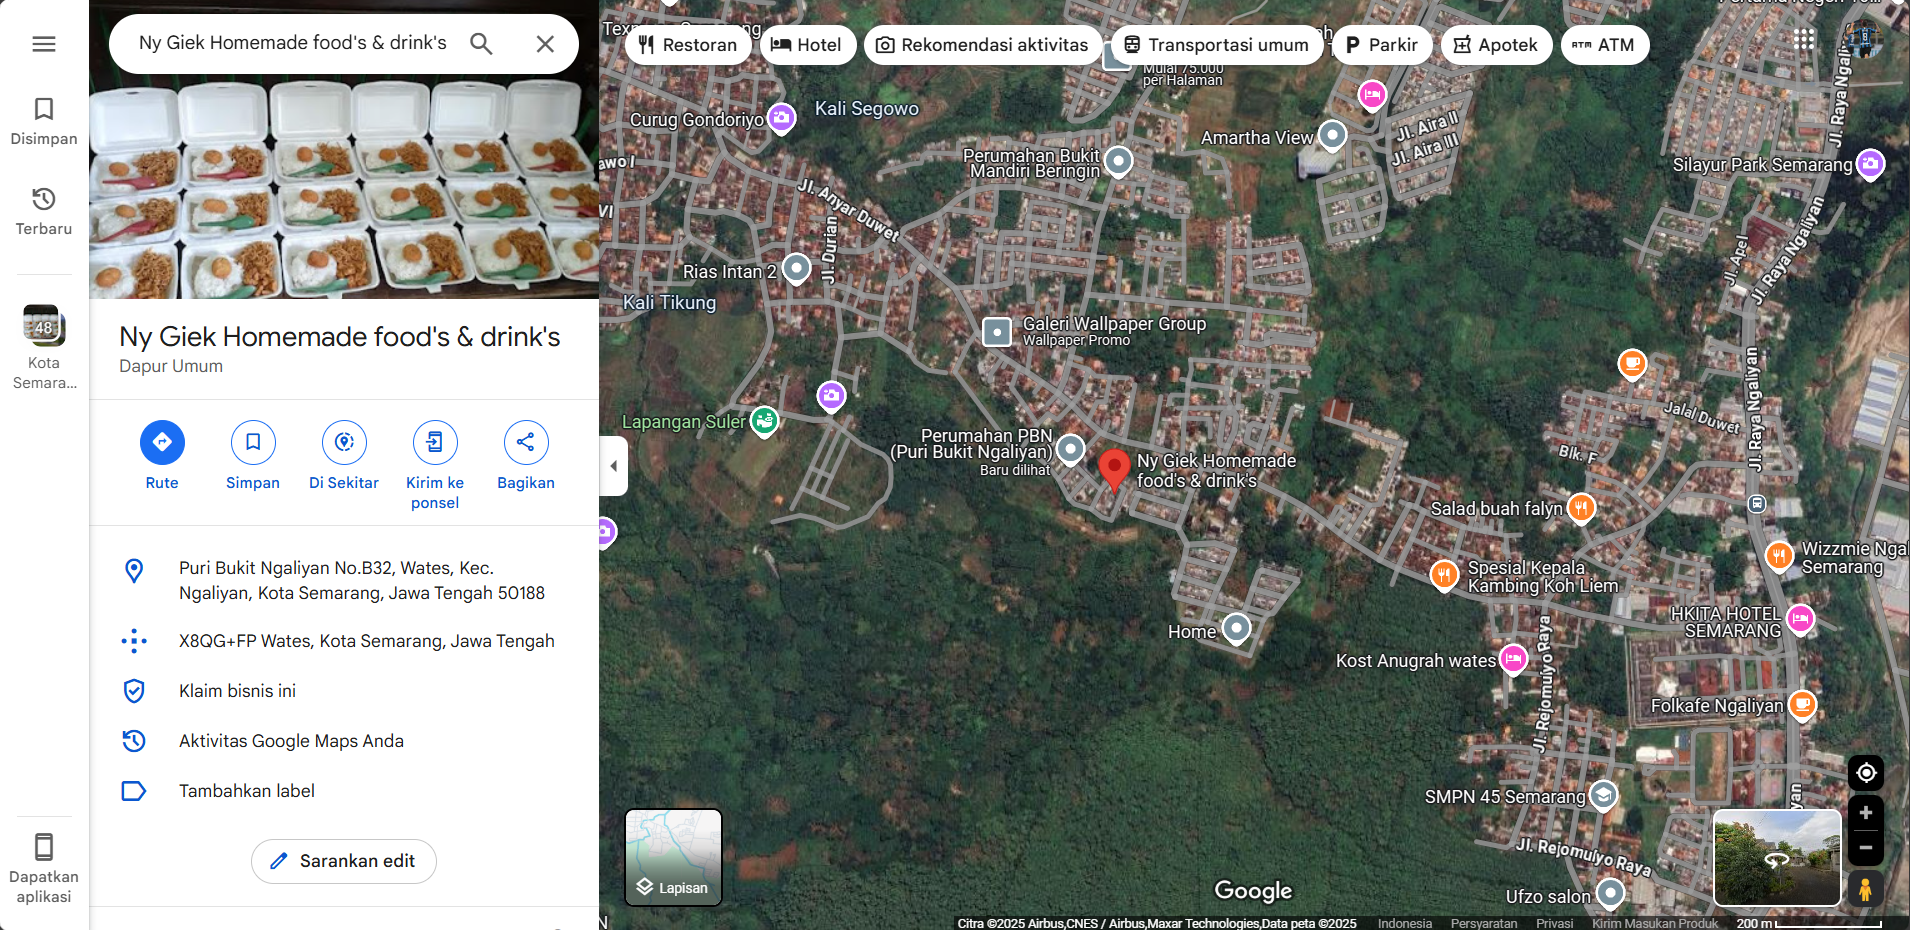 Ny Giek Homemade food's & drink's
Disimpan
Terbaru
48
Kota
Semara...
Dapatkan
aplikasi
Ny Giek Homemade food's & drink's
Dapur Umum
Rute
Simpan
Di Sekitar
Kirim ke
ponsel
Bagikan
Puri Bukit Ngaliyan No.B32, Wates, Kec.
Ngaliyan, Kota Semarang, Jawa Tengah 50188
X8QG+FP Wates, Kota Semarang, Jawa Tengah
Klaim bisnis ini
Aktivitas Google Maps Anda
Tambahkan label
Sarankan edit
Restoran
Hotel
Rekomendasi aktivitas
Transportasi umum
Parkir
Apotek
ATM
Mulai 75.000
per Halaman
Kali Segowo
Curug Gondoriyo
Amartha View
Jl. Aira II
Jl. Aira III
Perumahan Bukit
Mandiri Beringin
Silayur Park Semarang
Jl. Raya Ngaliyan
Jl. Anyar Duwet
Jl. Durian
Jl. Apel
Jl. Raya Ngaliyan
Rias Intan 2
Kali Tikung
Galeri Wallpaper Group
Wallpaper Promo
Jl. Raya Ngaliyan
Jalal Duwet
Lapangan Suler
Perumahan PBN
(Puri Bukit Ngaliyan)
Baru dilihat
Ny Giek Homemade
food's & drink's
Blk. F
Salad buah falyn
Wizzmie Ngal
Semarang
Spesial Kepala
Kambing Koh Liem
HKITA HOTEL
SEMARANG
Home
Kost Anugrah wates
Jl. Rejomulyo Raya
Folkafe Ngaliyan
SMPN 45 Semarang
Jl. Rejomulyo Raya
Ufzo salon
Lapisan
Google
Citra ©2025 Airbus,CNES / Airbus,Maxar Technologies,Data peta ©2025
Indonesia
Persyaratan
Privasi
Kirim Masukan Produk
200 m